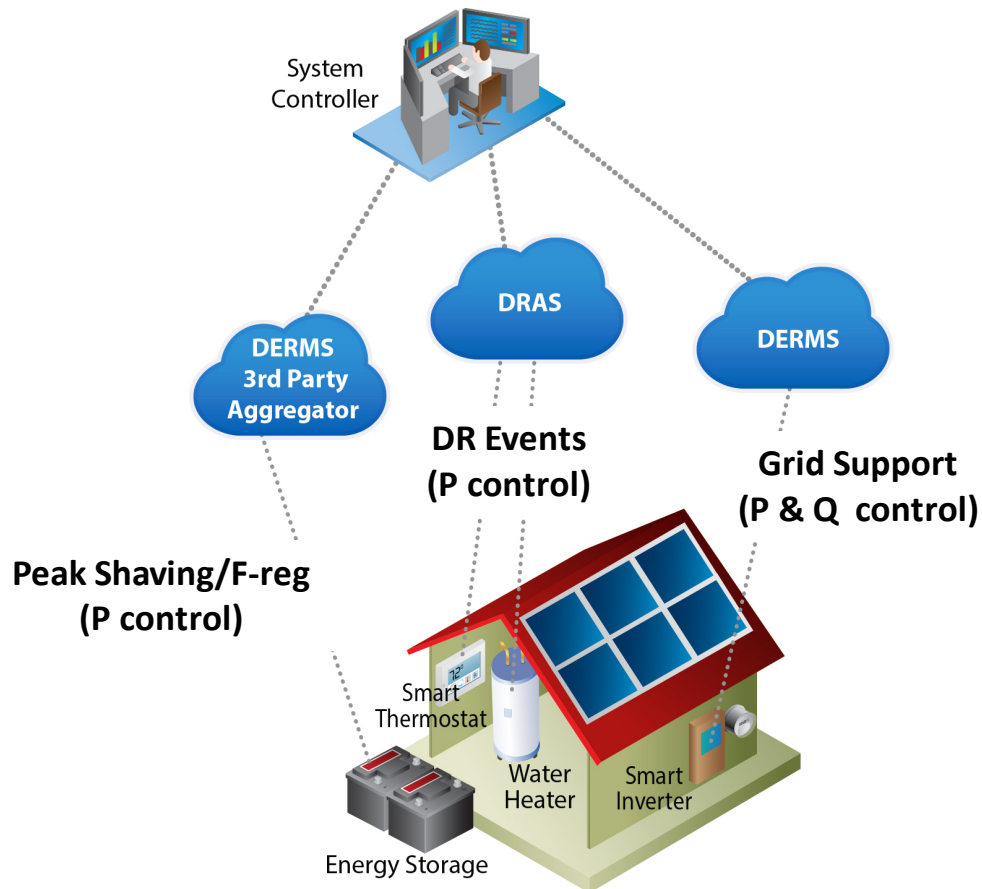 System
Controller
DRAS
DERMS
3rd Party
Aggregator
DERMS
DR Events
(P control)
Grid Support
(P & Q  control)
Peak Shaving/F-reg
(P control)
72°
Smart
Thermostat
Water
Heater
Smart
Inverter
Energy Storage